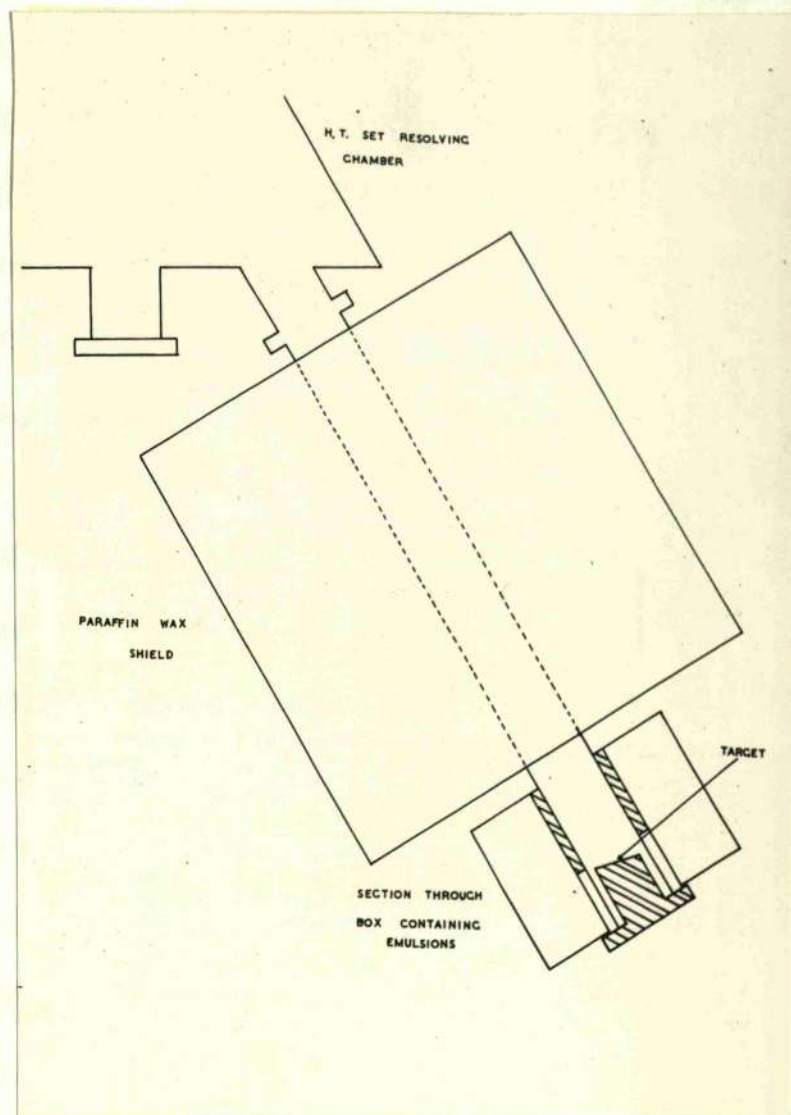 H. T. SET RESOLVING
CHAMBER
PARAFFIN WAX
SHIELD
TARGET
SECTION THROUGH
BOX CONTAINING
EMULSIONS